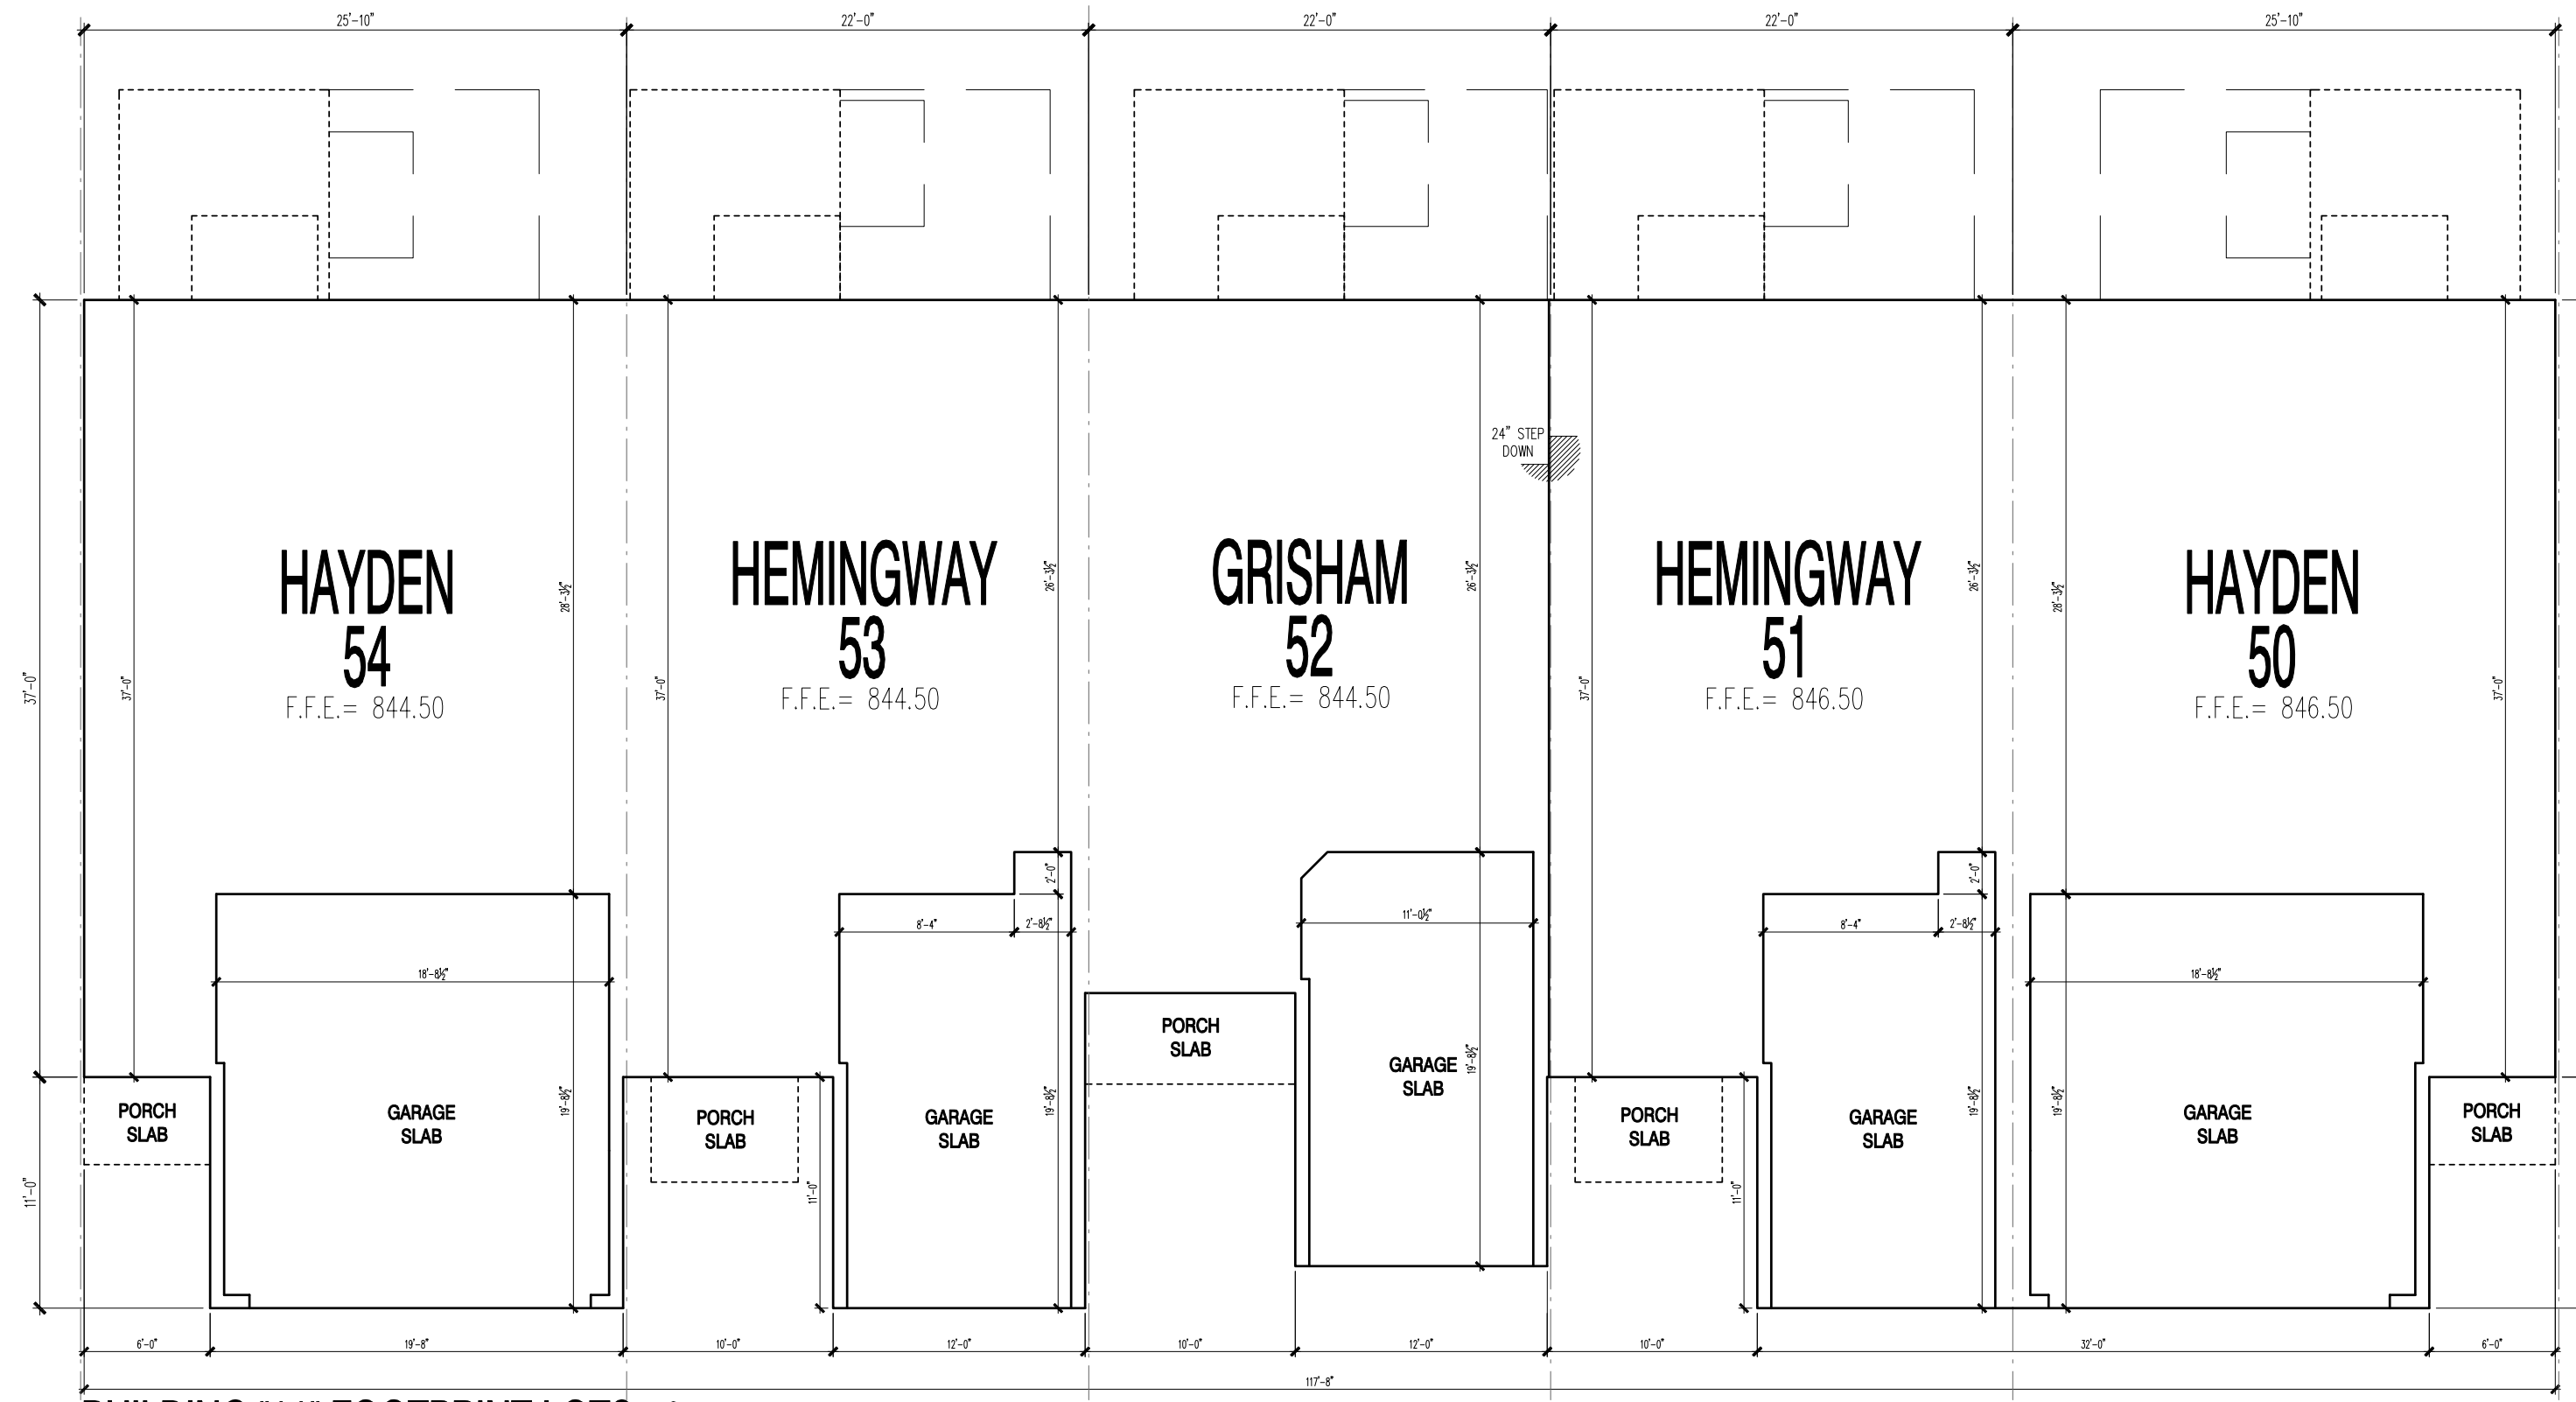 25'-10" 22'-0" 22'-0" 22'-0" 25'-10"
24" STEP
DOWN
HAYDEN
54
F.F.E.= 844.50
HEMINGWAY
53
F.F.E.= 844.50
GRISHAM
52
F.F.E.= 844.50
HEMINGWAY
51
F.F.E.= 846.50
HAYDEN
50
F.F.E.= 846.50
37'-0"
37'-0"
28'-3½"
37'-0"
26'-3½"
26'-3½"
37'-0"
26'-3½"
28'-3½"
37'-0"
2'-0"
2'-0"
18'-8½"
8'-4" 2'-8½"
11'-0½"
8'-4" 2'-8½"
18'-8½"
PORCH
SLAB
GARAGE
SLAB
PORCH
SLAB
GARAGE
SLAB
PORCH
SLAB
GARAGE
SLAB
PORCH
SLAB
GARAGE
SLAB
GARAGE
SLAB
PORCH
SLAB
11'-0"
19'-8½"
11'-0"
19'-8½"
19'-8½"
11'-0"
19'-8½"
19'-8½"
6'-0" 19'-8" 10'-0" 12'-0" 10'-0" 12'-0" 10'-0" 32'-0" 6'-0"
117'-8"